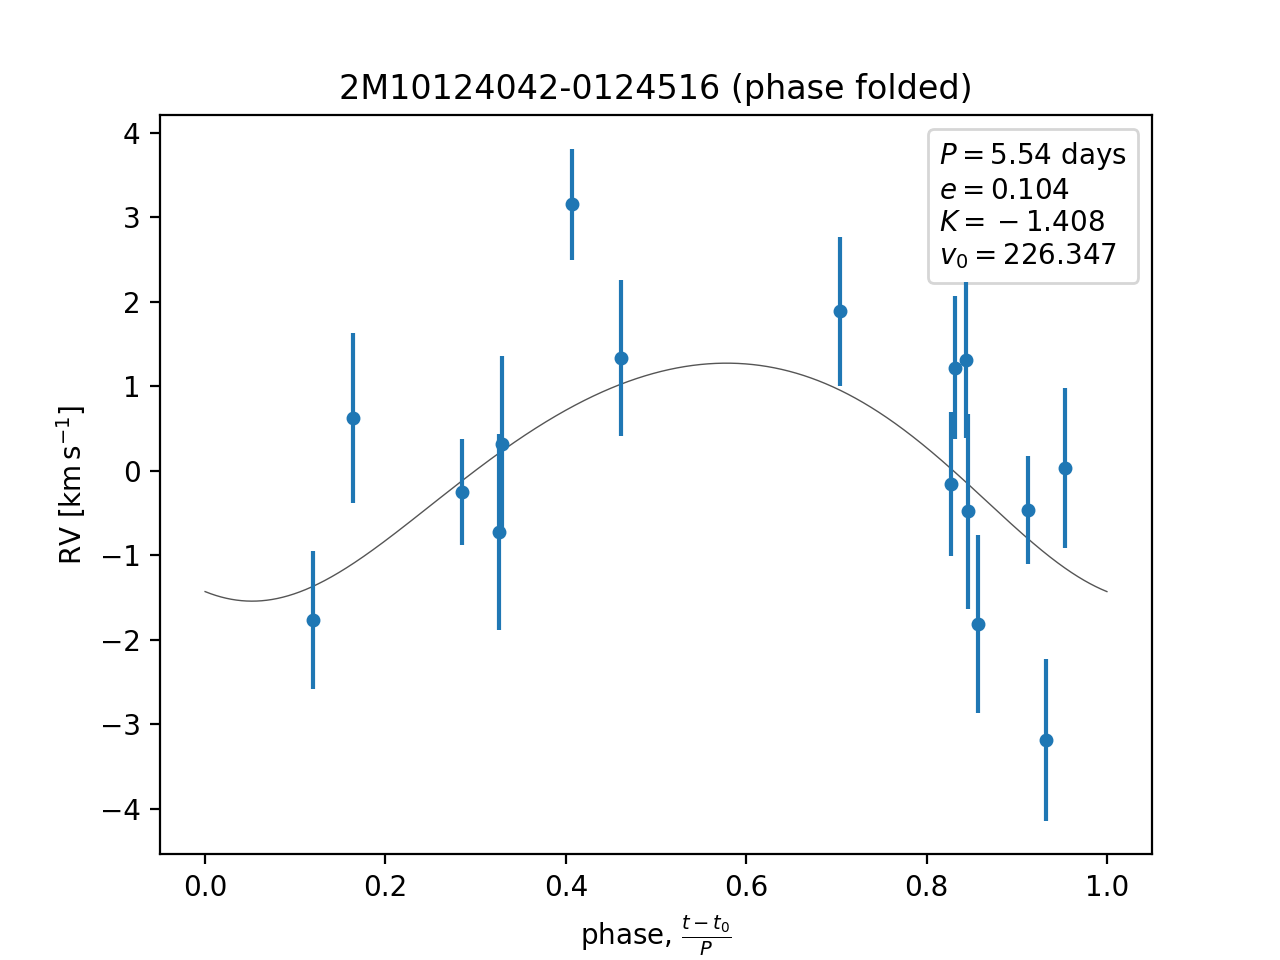 2M10124042-0124516 (phase folded)
P = 5.54 days
e = 0.104
K = −1.408
v₀ = 226.347
RV [km s⁻¹]
4
3
2
1
0
−1
−2
−3
−4
0.0 0.2 0.4 0.6 0.8 1.0
phase, (t − t₀)/P